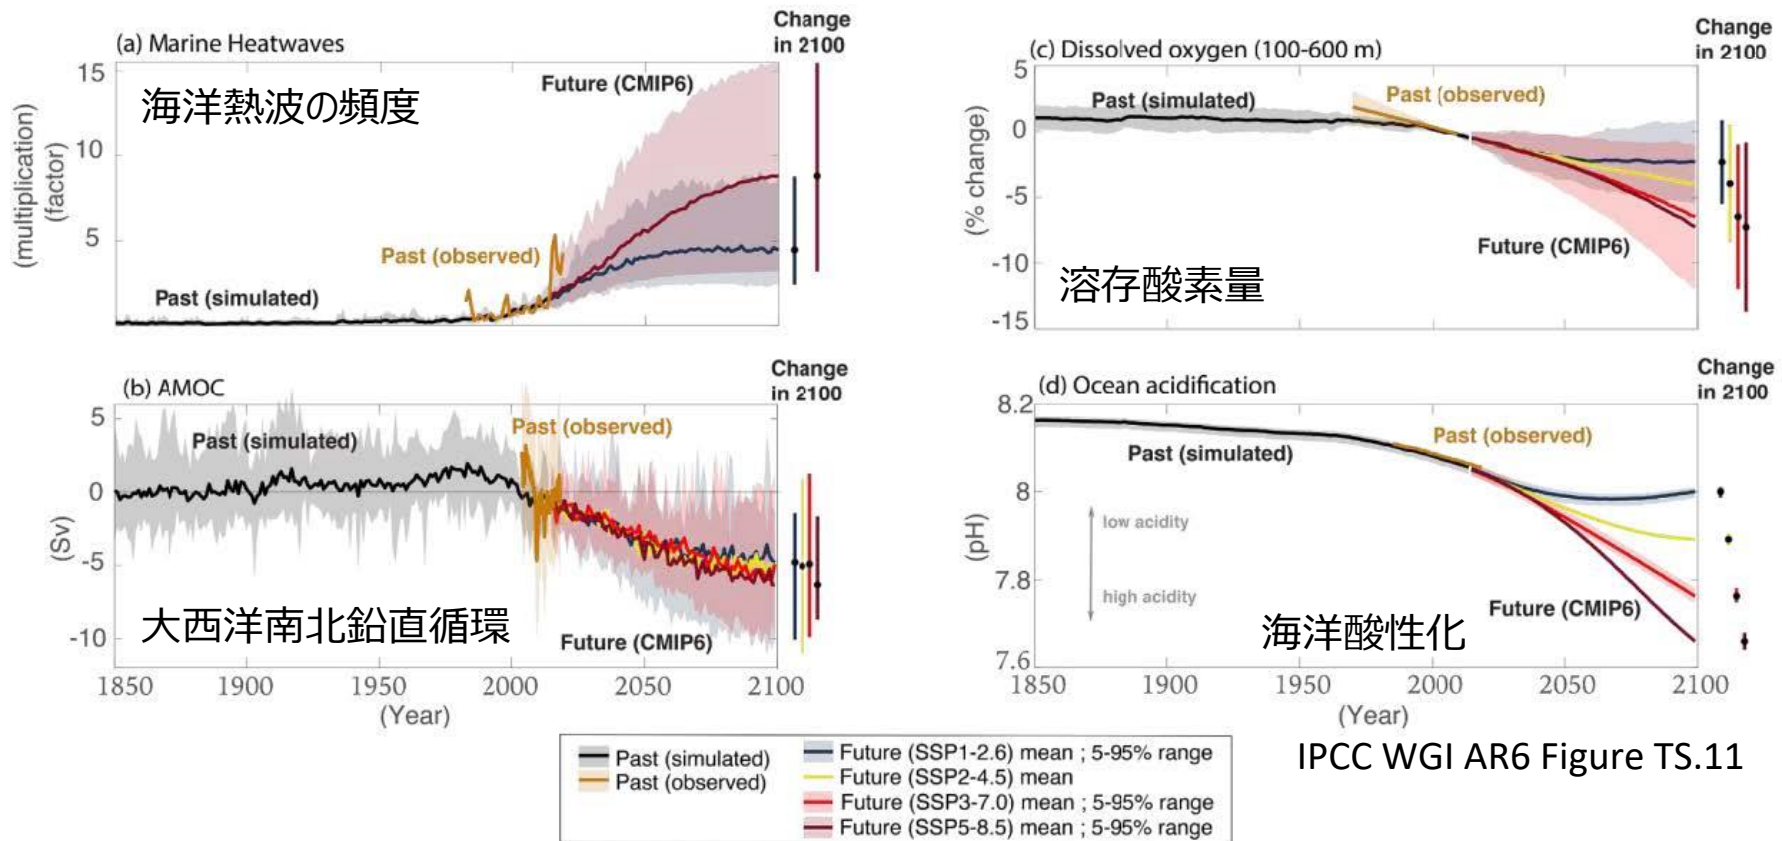 (a) Marine Heatwaves
Change
in 2100
15
10
5
(multiplication)
(factor)
海洋熱波の頻度
Future (CMIP6)
Past (observed)
Past (simulated)
(b) AMOC
Change
in 2100
5
0
-5
-10
(Sv)
Past (simulated)
Past (observed)
大西洋南北鉛直循環
Future (CMIP6)
1850
1900
1950
2000
2050
2100
(Year)
(c) Dissolved oxygen (100-600 m)
Change
in 2100
5
0
-5
-10
-15
(% change)
Past (simulated)
Past (observed)
Future (CMIP6)
溶存酸素量
(d) Ocean acidification
Change
in 2100
8.2
8
7.8
7.6
(pH)
Past (observed)
Past (simulated)
low acidity
high acidity
Future (CMIP6)
海洋酸性化
1850
1900
1950
2000
2050
2100
(Year)
Past (simulated)
Past (observed)
Future (SSP1-2.6) mean ; 5-95% range
Future (SSP2-4.5) mean
Future (SSP3-7.0) mean ; 5-95% range
Future (SSP5-8.5) mean ; 5-95% range
IPCC WGI AR6 Figure TS.11